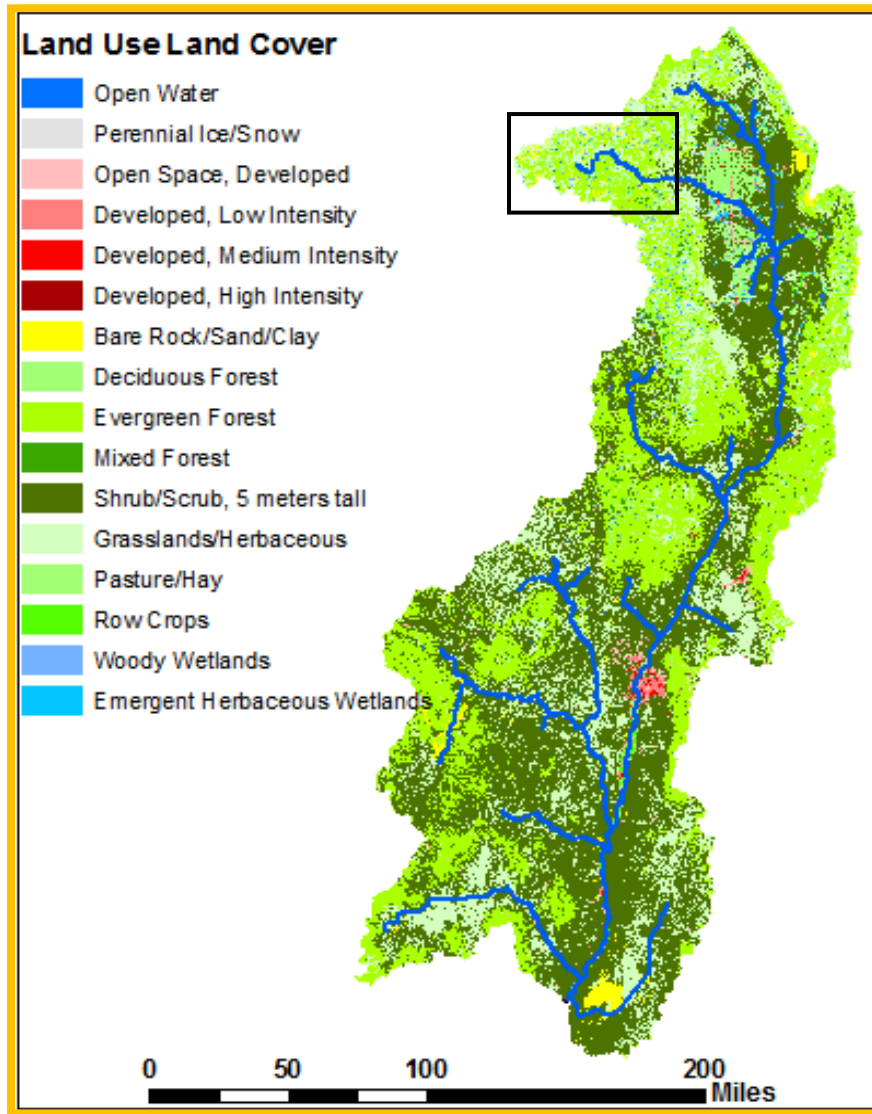 Land Use Land Cover
Open Water
Perennial Ice/Snow
Open Space, Developed
Developed, Low Intensity
Developed, Medium Intensity
Developed, High Intensity
Bare Rock/Sand/Clay
Deciduous Forest
Evergreen Forest
Mixed Forest
Shrub/Scrub, 5 meters tall
Grasslands/Herbaceous
Pasture/Hay
Row Crops
Woody Wetlands
Emergent Herbaceous Wetlands
0 50 100 200
Miles